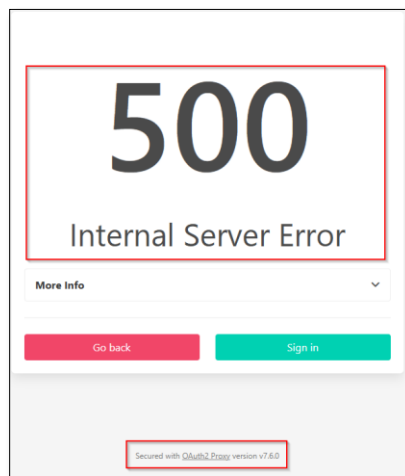 500
Internal Server Error
More Info
Go back Sign in
Secured with OAuth2 Proxy version v7.6.0